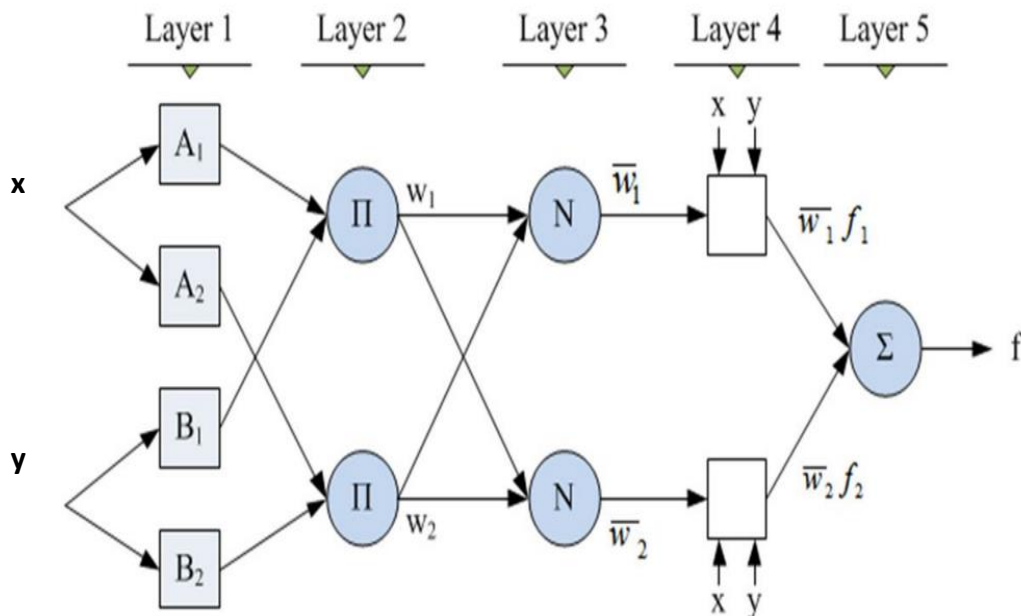 Layer 1 Layer 2 Layer 3 Layer 4 Layer 5
x y
A₁
x
w₁ w̅₁
Π N
w̅₁ f₁
A₂
Σ f
B₁
y
w̅₂ f₂
Π N
w₂ w̅₂
B₂
x y